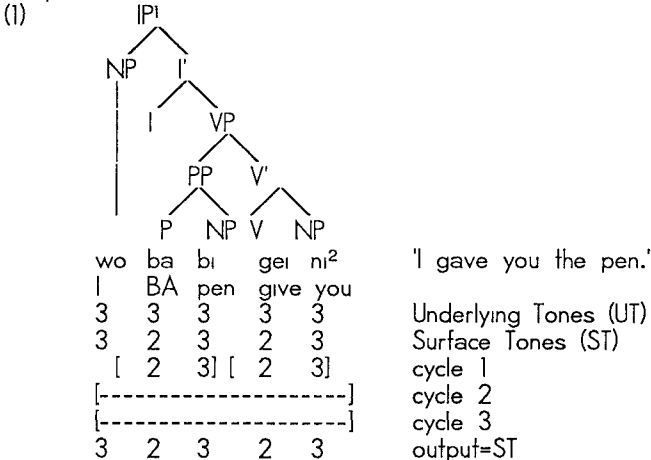 (1) IP¹
NP I'
I VP
PP V'
P NP V NP
wo ba bi gei ni² 'I gave you the pen.'
I BA pen give you
3 3 3 3 3 Underlying Tones (UT)
3 2 3 2 3 Surface Tones (ST)
[ 2 3] [ 2 3] cycle 1
[----------------------] cycle 2
[----------------------] cycle 3
3 2 3 2 3 output=ST